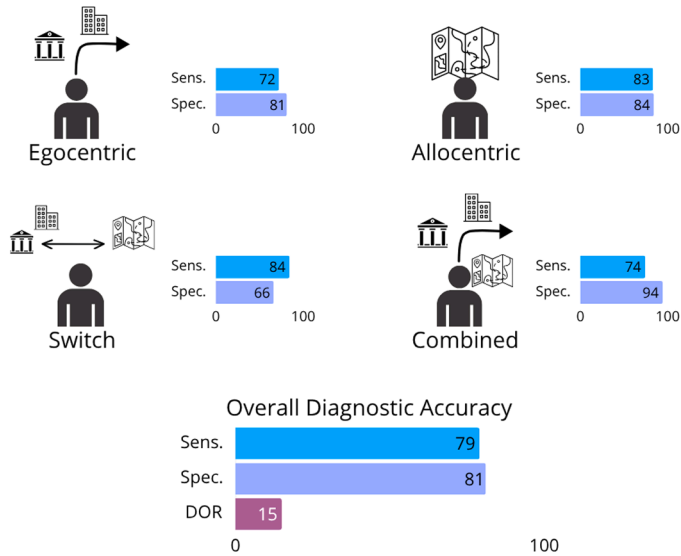 Sens. 72
Spec. 81
0 100
Egocentric
Sens. 83
Spec. 84
0 100
Allocentric
Sens. 84
Spec. 66
0 100
Switch
Sens. 74
Spec. 94
0 100
Combined
Overall Diagnostic Accuracy
Sens. 79
Spec. 81
DOR 15
0 100